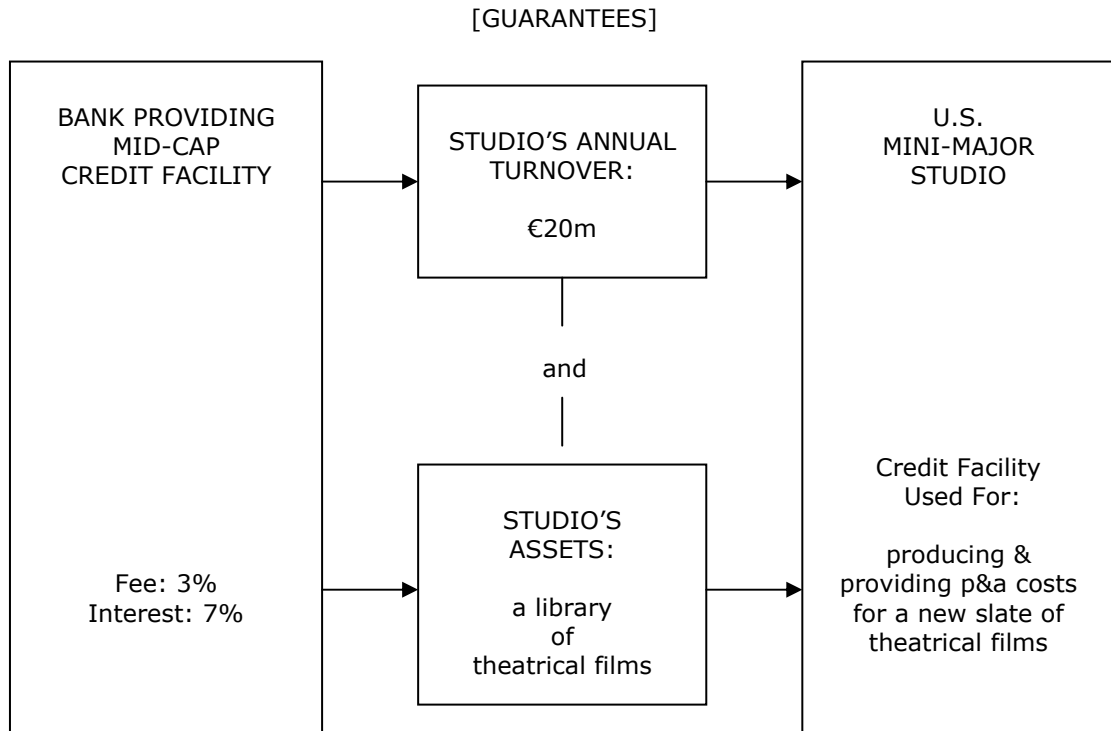 [GUARANTEES]
BANK PROVIDING
MID-CAP
CREDIT FACILITY
Fee: 3%
Interest: 7%
STUDIO’S ANNUAL
TURNOVER:
€20m
and
STUDIO’S
ASSETS:
a library
of
theatrical films
U.S.
MINI-MAJOR
STUDIO
Credit Facility
Used For:
producing &
providing p&a costs
for a new slate of
theatrical films